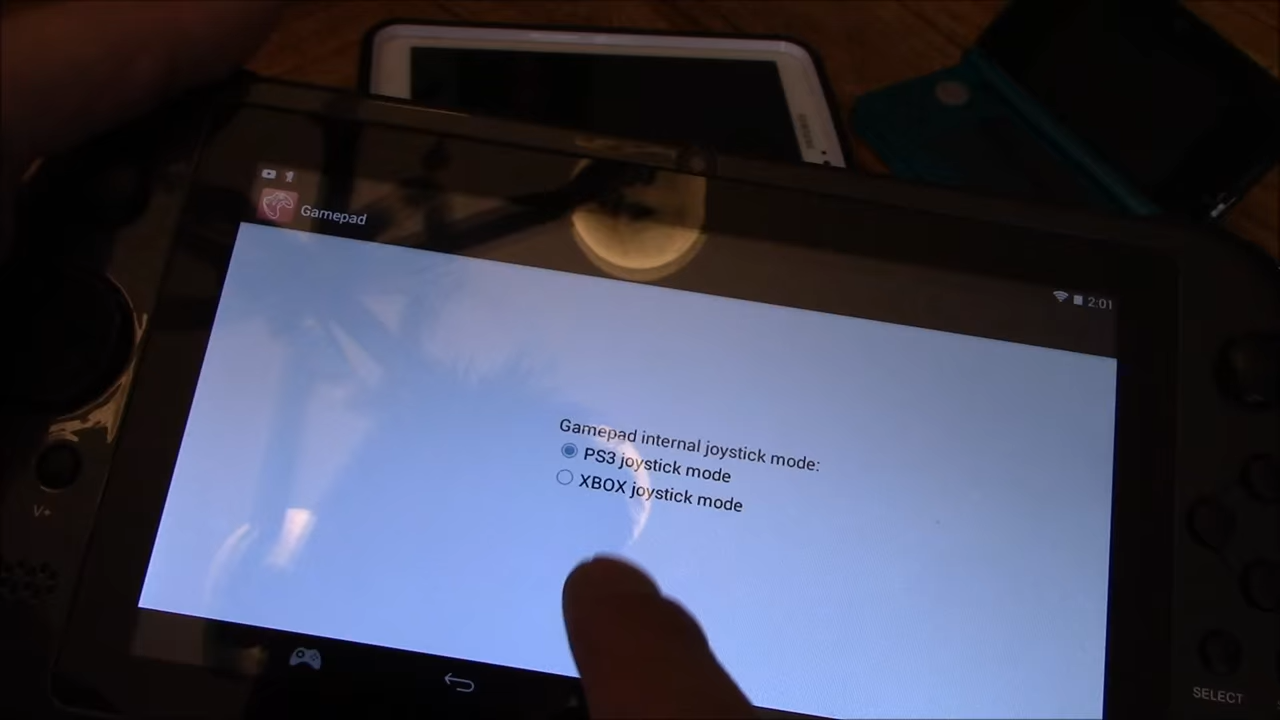 Gamepad
2:01
Gamepad internal joystick mode:
PS3 joystick mode
XBOX joystick mode
V+
SELECT